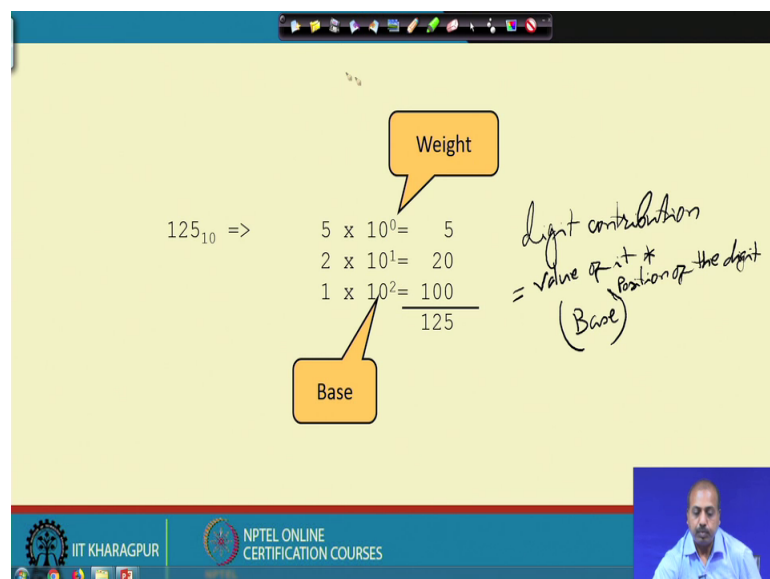 Weight
125₁₀ => 5 x 10⁰= 5
2 x 10¹= 20
1 x 10²= 100
125
Base
digit contribution
= value of it *
(Base) Position of the digit
IIT KHARAGPUR
NPTEL ONLINE
CERTIFICATION COURSES